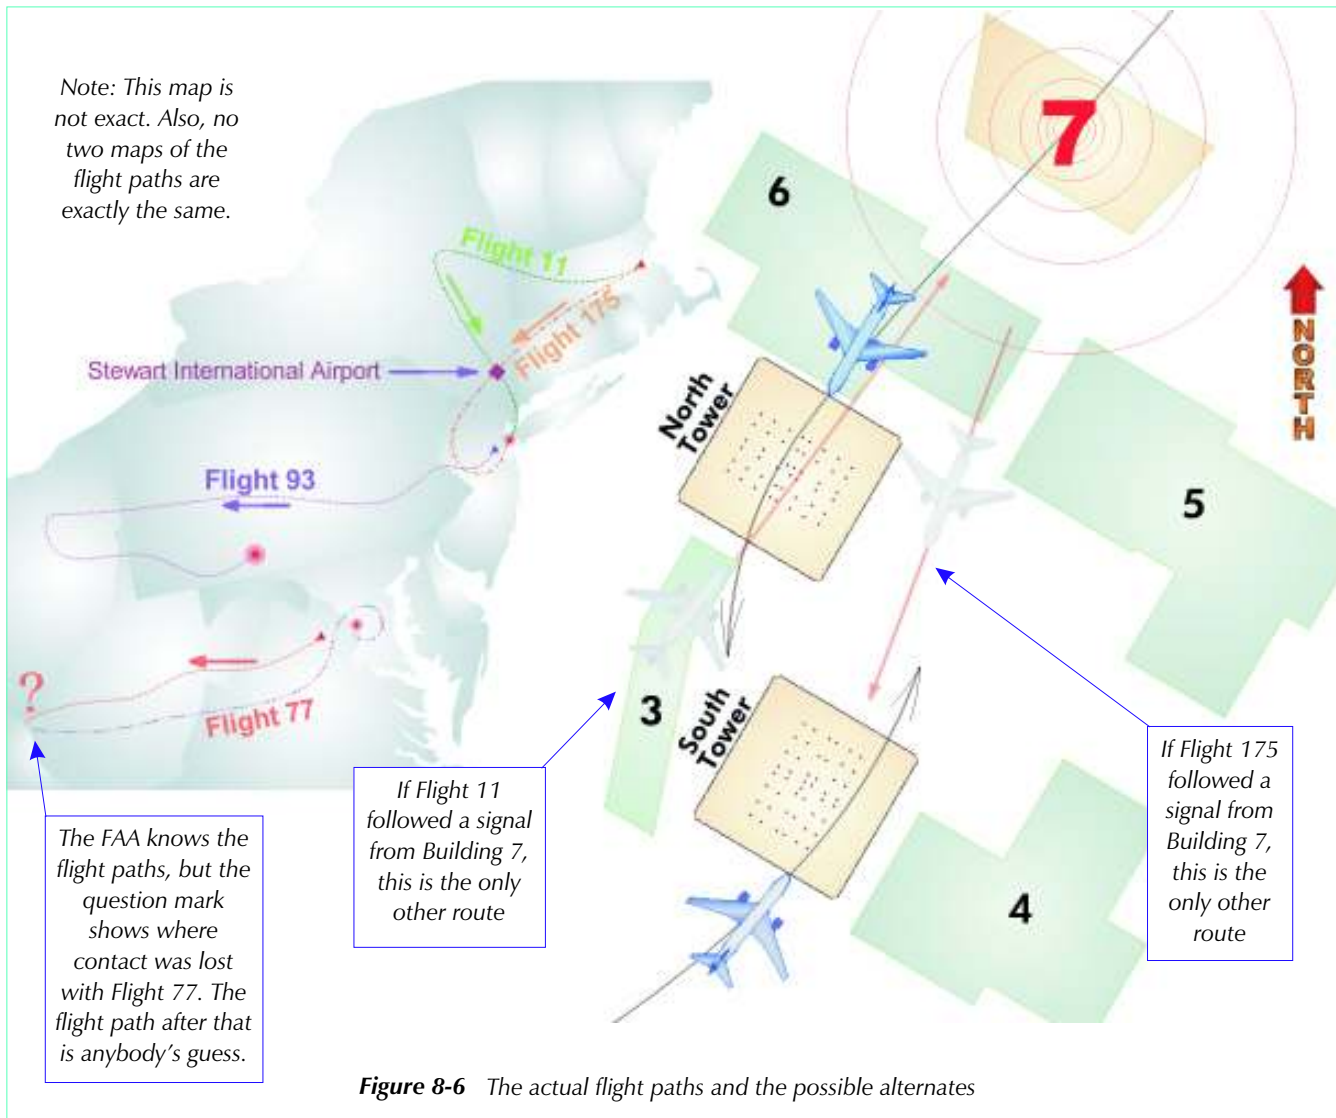 Note: This map is
not exact. Also, no
two maps of the
flight paths are
exactly the same.
Flight 11
Flight 175
Stewart International Airport
Flight 93
?
Flight 77
7
6
NORTH
North
Tower
5
3
South
Tower
4
The FAA knows the
flight paths, but the
question mark
shows where
contact was lost
with Flight 77. The
flight path after that
is anybody’s guess.
If Flight 11
followed a signal
from Building 7,
this is the only
other route
If Flight 175
followed a
signal from
Building 7,
this is the
only other
route
Figure 8-6 The actual flight paths and the possible alternates